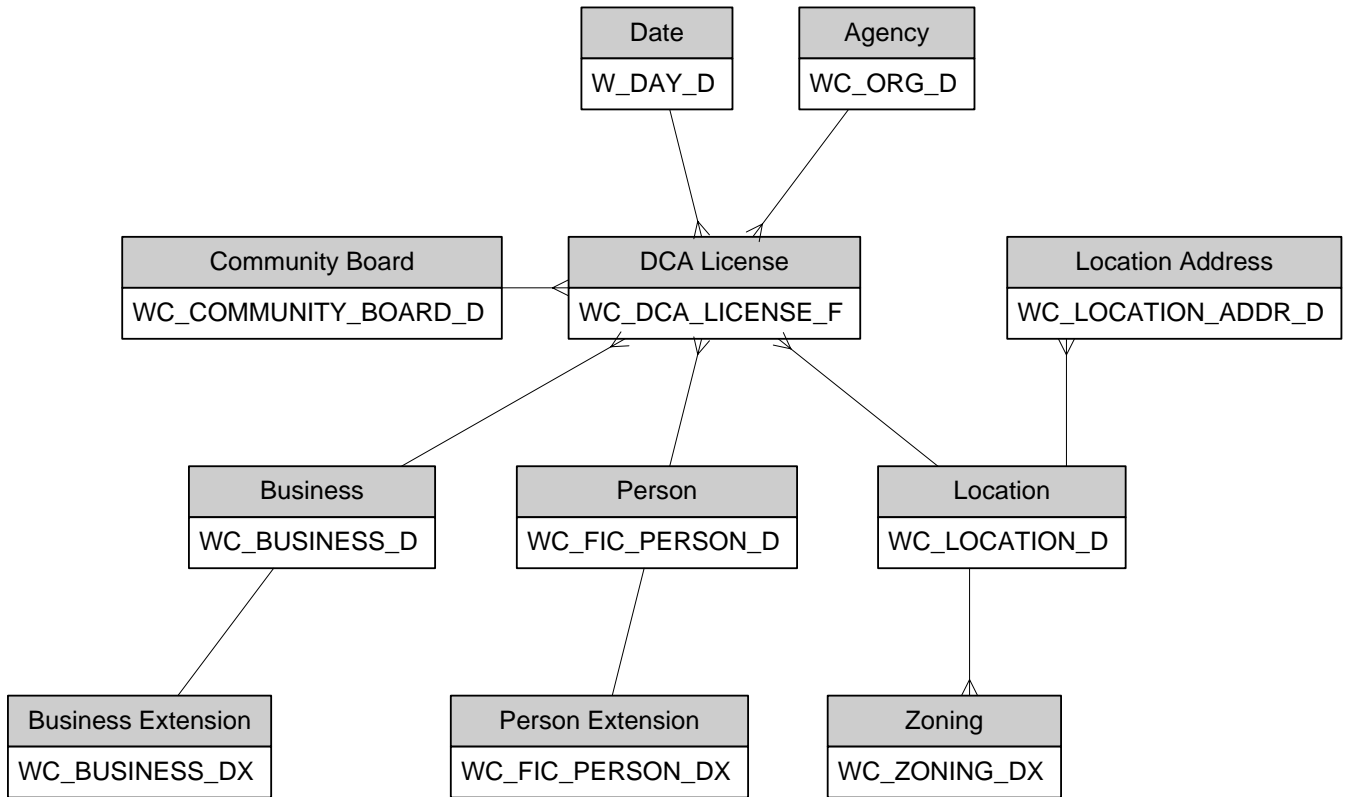 Date
W_DAY_D
Agency
WC_ORG_D
Community Board
WC_COMMUNITY_BOARD_D
DCA License
WC_DCA_LICENSE_F
Location Address
WC_LOCATION_ADDR_D
Business
WC_BUSINESS_D
Person
WC_FIC_PERSON_D
Location
WC_LOCATION_D
Business Extension
WC_BUSINESS_DX
Person Extension
WC_FIC_PERSON_DX
Zoning
WC_ZONING_DX